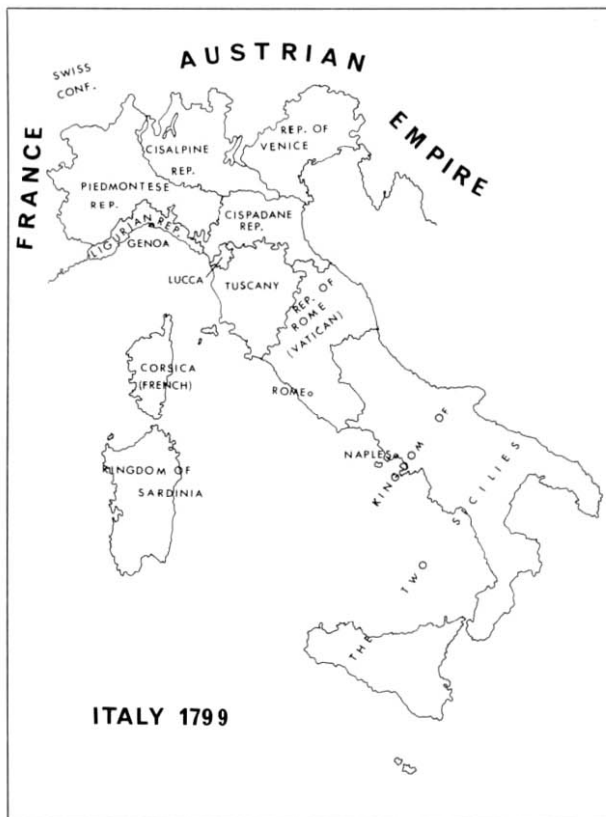 AUSTRIAN
EMPIRE
SWISS
CONF.
FRANCE
CISALPINE
REP.
REP. OF
VENICE
PIEDMONTESE
REP.
LIGURIAN REP.
GENOA
CISPADANE
REP.
LUCCA
TUSCANY
REP. OF
ROME
(VATICAN)
CORSICA
(FRENCH)
ROME
NAPLES
KINGDOM OF
SARDINIA
KINGDOM OF
THE TWO SICILIES
ITALY 1799